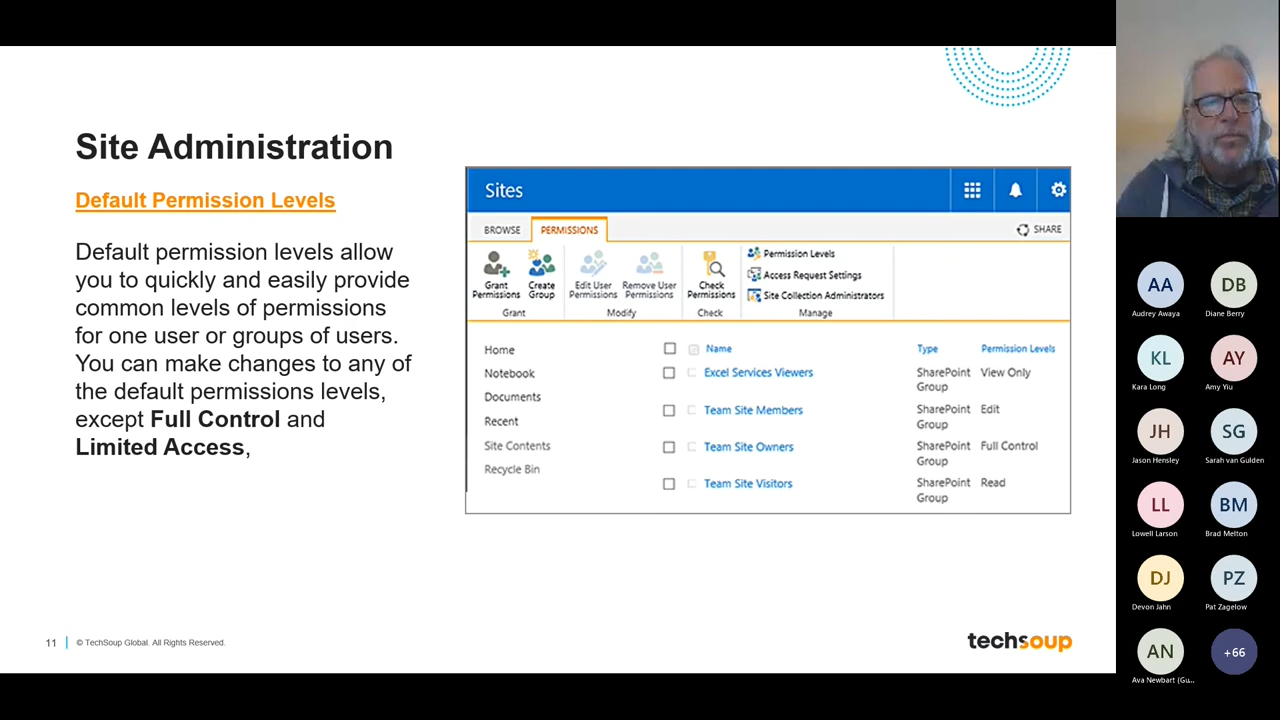 Site Administration
Default Permission Levels
Default permission levels allow
you to quickly and easily provide
common levels of permissions
for one user or groups of users.
You can make changes to any of
the default permissions levels,
except Full Control and
Limited Access,
Sites
BROWSE PERMISSIONS SHARE
Grant Permissions
Create Group
Grant
Edit User Permissions
Remove User Permissions
Modify
Check Permissions
Check
Permission Levels
Access Request Settings
Site Collection Administrators
Manage
Home
Notebook
Documents
Recent
Site Contents
Recycle Bin
Name Type Permission Levels
Excel Services Viewers SharePoint Group View Only
Team Site Members SharePoint Group Edit
Team Site Owners SharePoint Group Full Control
Team Site Visitors SharePoint Group Read
11 © TechSoup Global. All Rights Reserved.
techsoup
AA DB
Audrey Awaya Diane Berry
KL AY
Kara Long Amy Yiu
JH SG
Jason Hensley Sarah van Gulden
LL BM
Lowell Larson Brad Melton
DJ PZ
Devon Jahn Pat Zagelow
AN +66
Ava Newbart (Gu...